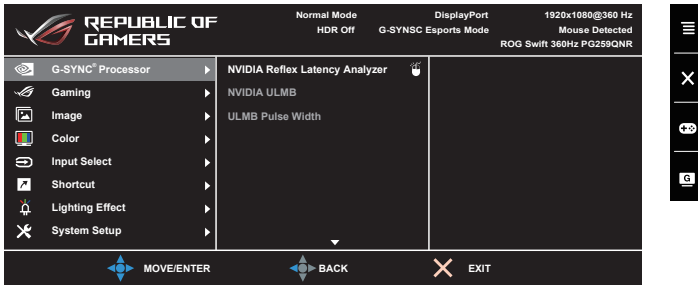 REPUBLIC OF
GAMERS
Normal Mode DisplayPort 1920x1080@360 Hz
HDR Off G-SYNSC Esports Mode Mouse Detected
ROG Swift 360Hz PG259QNR
G-SYNC® Processor NVIDIA Reflex Latency Analyzer
Gaming NVIDIA ULMB
Image ULMB Pulse Width
Color
Input Select
Shortcut
Lighting Effect
System Setup
MOVE/ENTER BACK EXIT
G